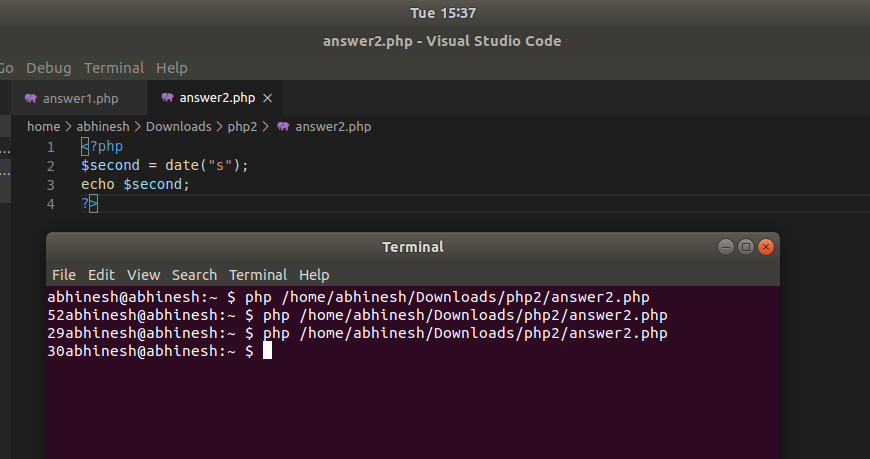 Tue 15:37
answer2.php - Visual Studio Code
Go Debug Terminal Help
answer1.php answer2.php ×
home > abhinesh > Downloads > php2 > answer2.php
1 <?php
2 $second = date("s");
3 echo $second;
4 ?>
Terminal
File Edit View Search Terminal Help
abhinesh@abhinesh:~ $ php /home/abhinesh/Downloads/php2/answer2.php
52abhinesh@abhinesh:~ $ php /home/abhinesh/Downloads/php2/answer2.php
29abhinesh@abhinesh:~ $ php /home/abhinesh/Downloads/php2/answer2.php
30abhinesh@abhinesh:~ $